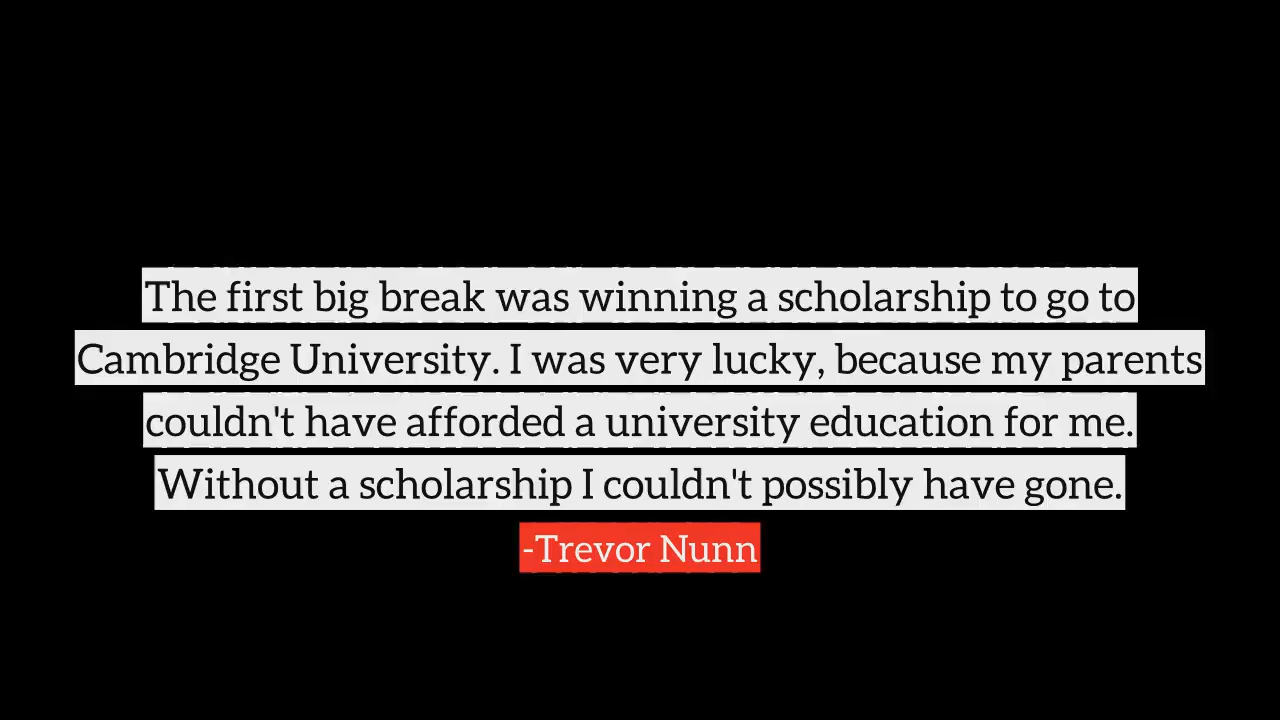 The first big break was winning a scholarship to go to
Cambridge University. I was very lucky, because my parents
couldn't have afforded a university education for me.
Without a scholarship I couldn't possibly have gone.
-Trevor Nunn